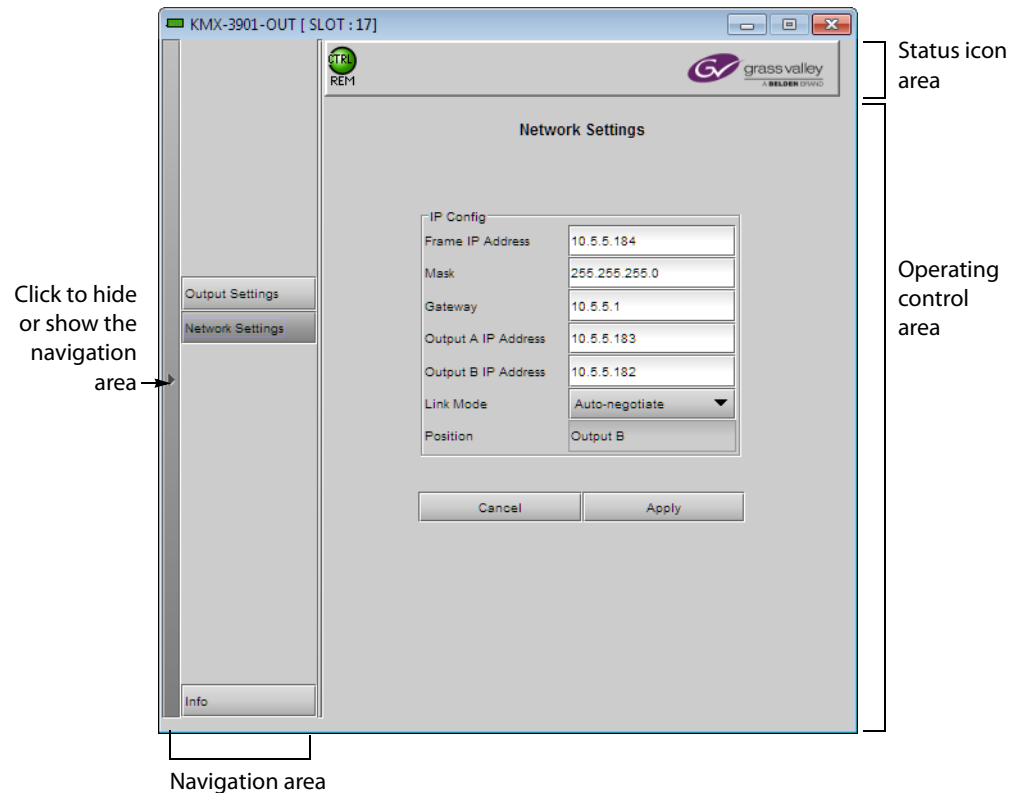 KMX-3901-OUT [ SLOT : 17]
CTRL
REM
GV grass valley
A BELDEN BRAND
Status icon
area
Network Settings
IP Config
Frame IP Address 10.5.5.184
Mask 255.255.255.0
Gateway 10.5.5.1
Output A IP Address 10.5.5.183
Output B IP Address 10.5.5.182
Link Mode Auto-negotiate
Position Output B
Cancel Apply
Output Settings
Network Settings
Info
Click to hide
or show the
navigation
area
Operating
control
area
Navigation area